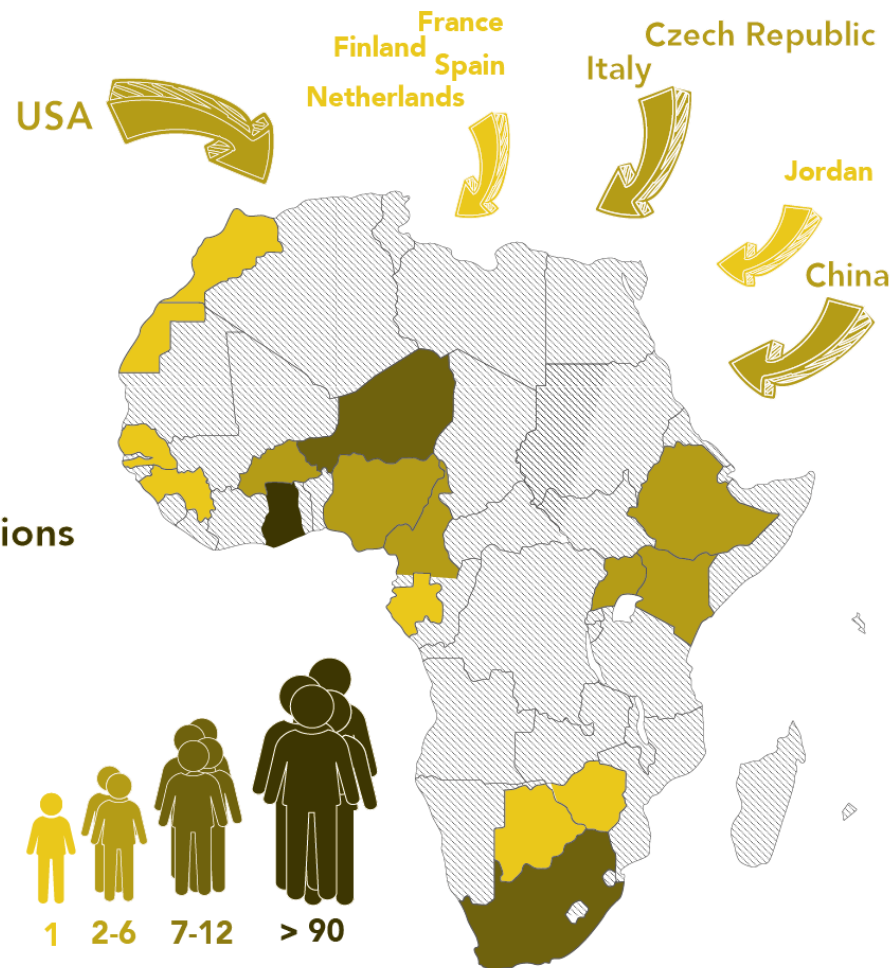 France
Finland
Spain
Netherlands
Czech Republic
Italy
USA
Jordan
China
ions
1
2-6
7-12
> 90